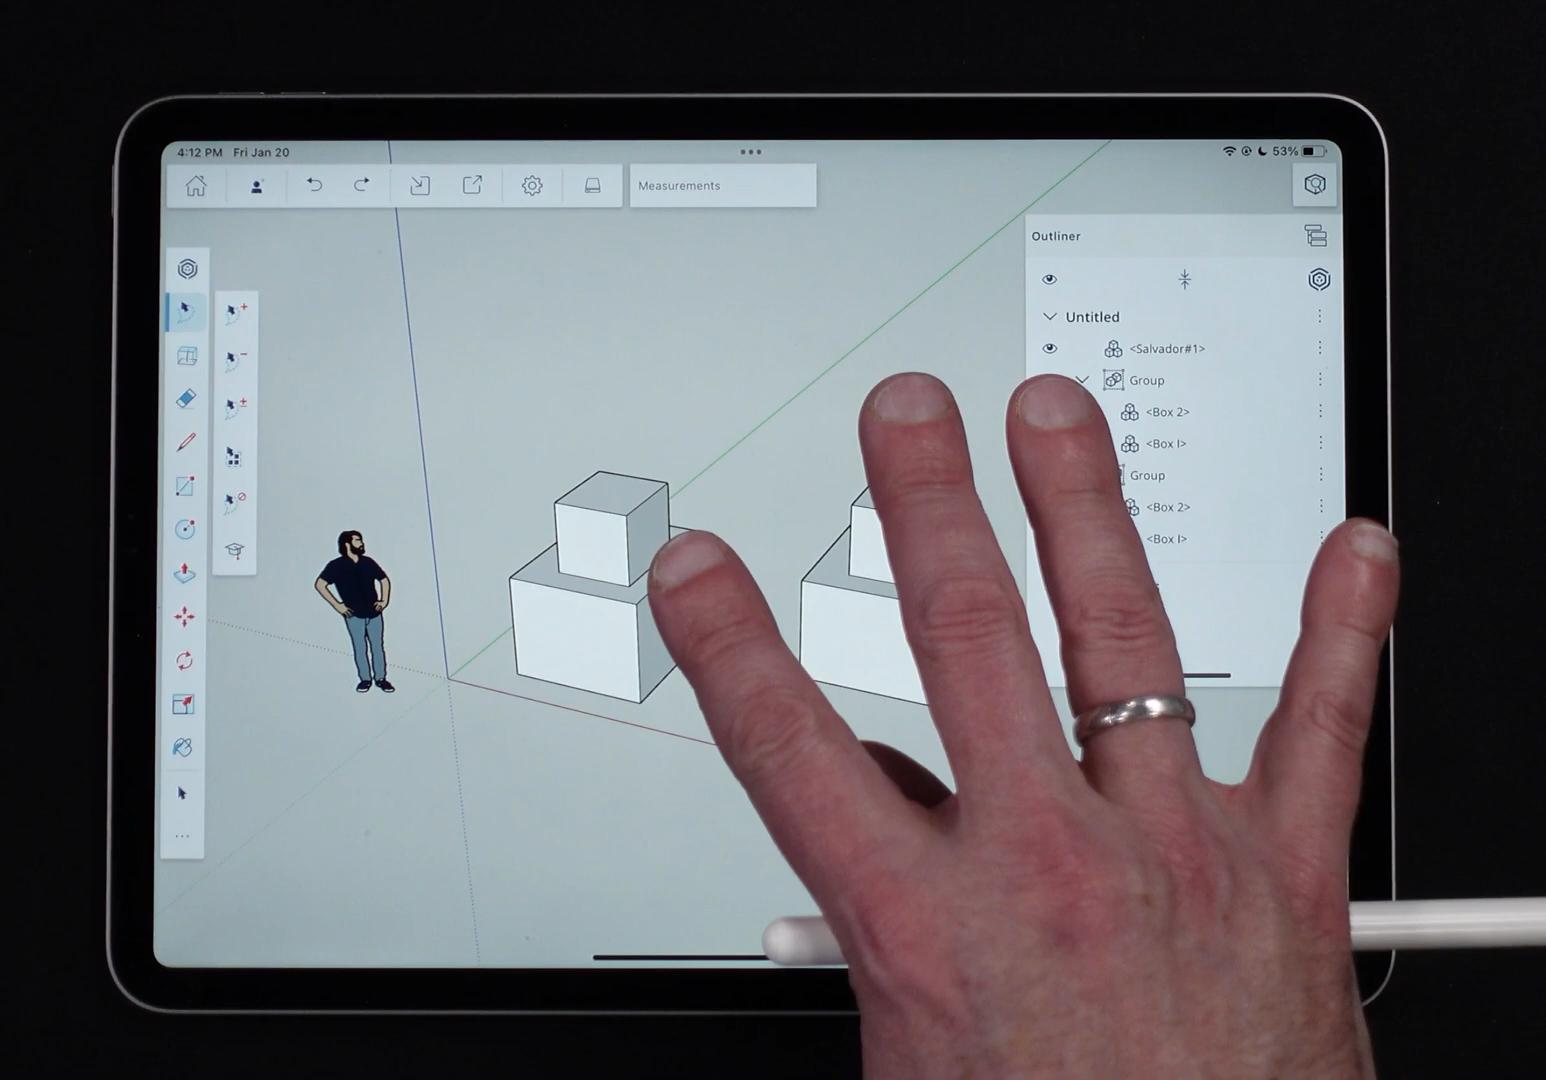 4:12 PM Fri Jan 20
53%
Measurements
Outliner
Untitled
<Salvador#1>
Group
<Box 2>
<Box 1>
Group
<Box 2>
<Box 1>